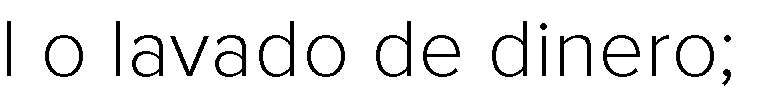 l o lavado de dinero;